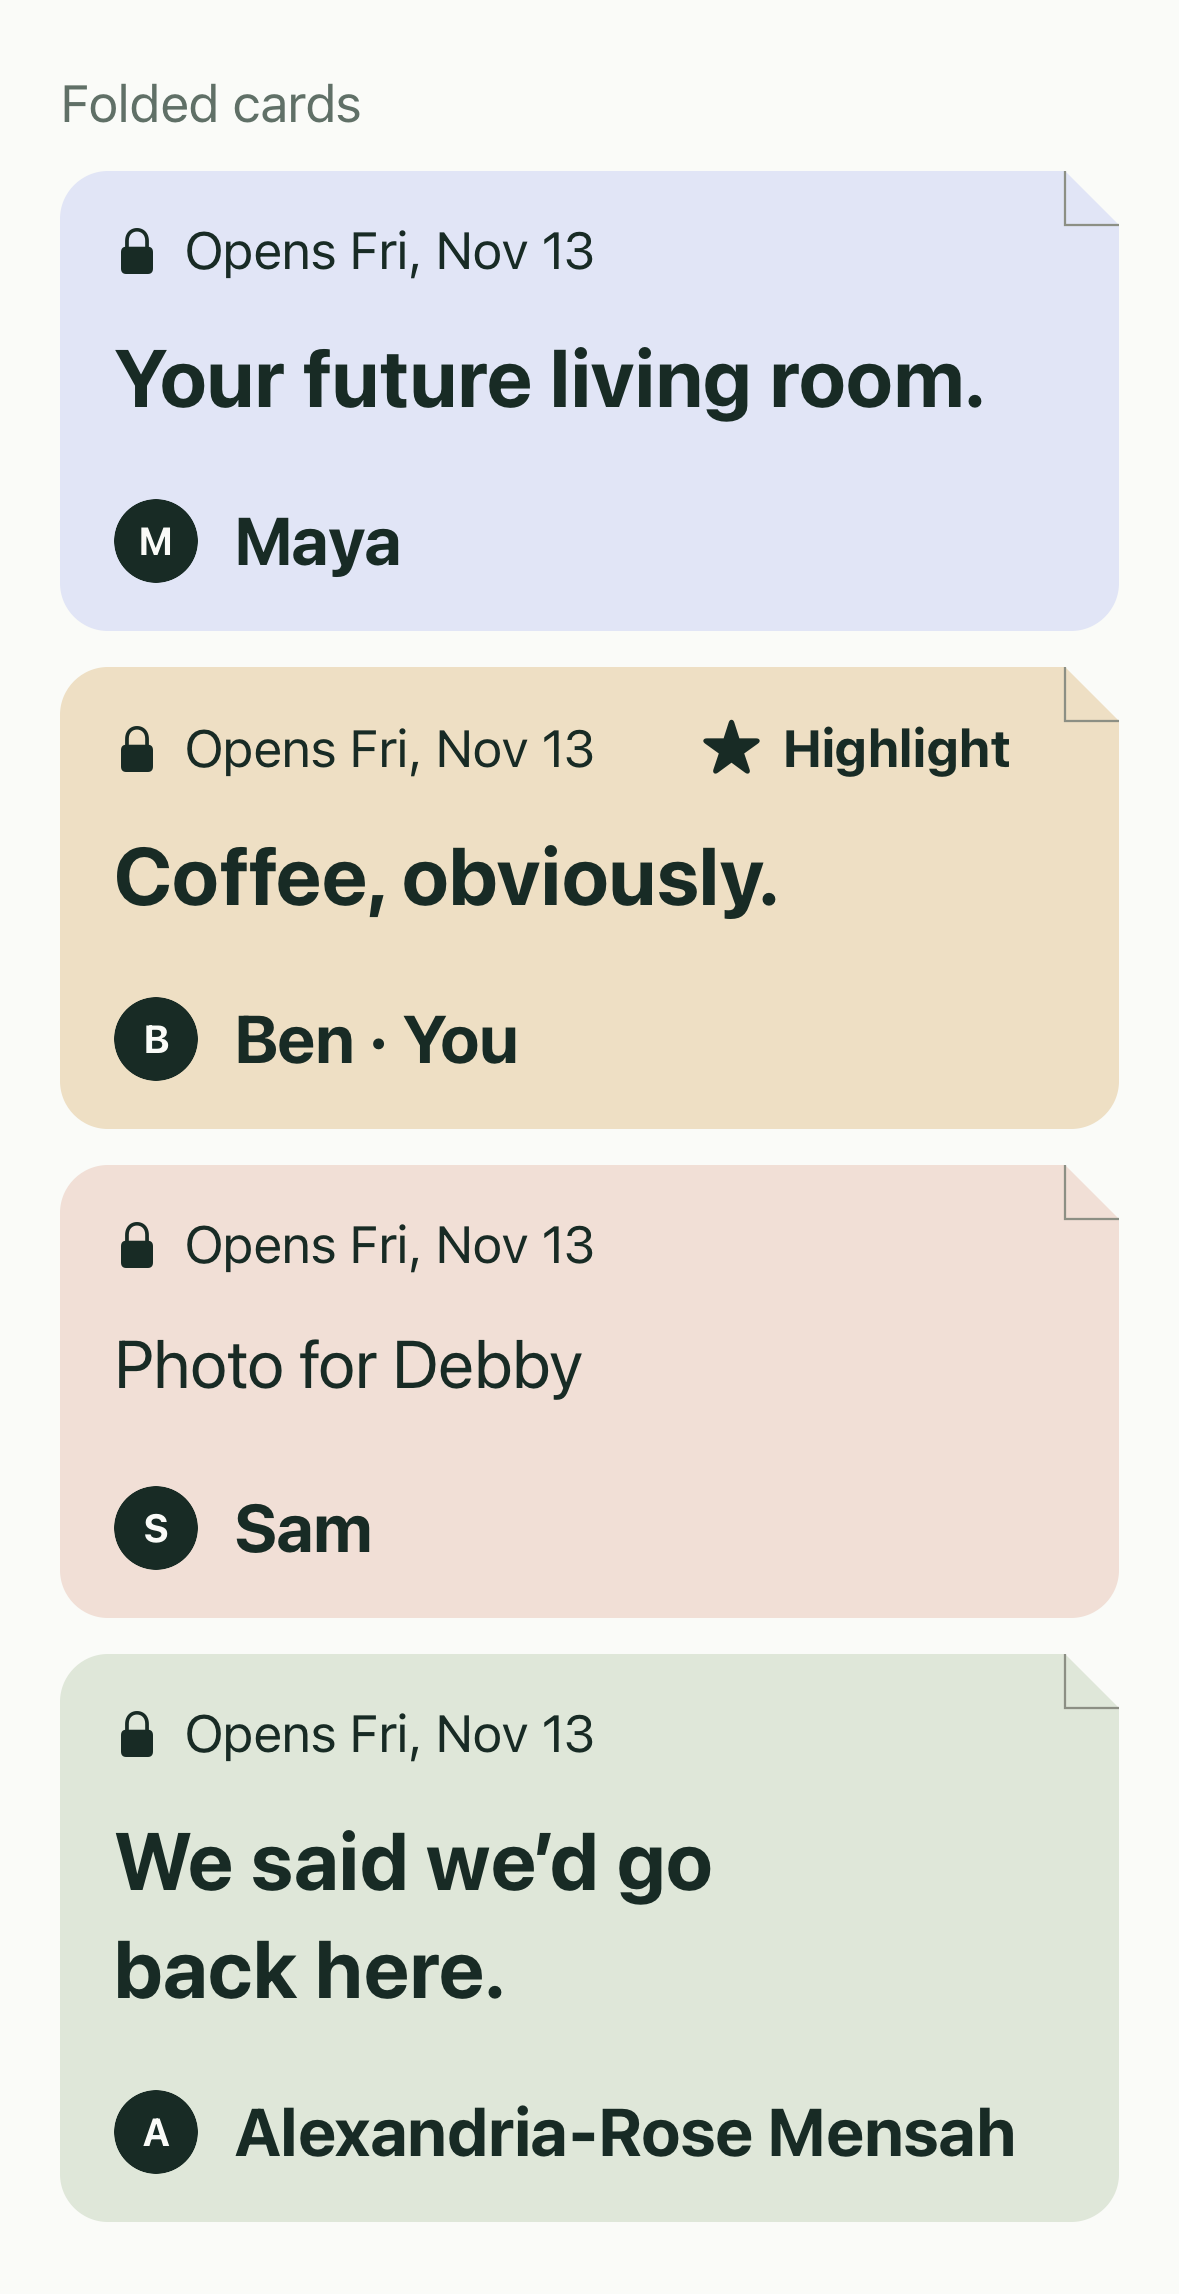 Folded cards
Opens Fri, Nov 13
Your future living room.
M Maya
Opens Fri, Nov 13 Highlight
Coffee, obviously.
B Ben · You
Opens Fri, Nov 13
Photo for Debby
S Sam
Opens Fri, Nov 13
We said we’d go
back here.
A Alexandria-Rose Mensah